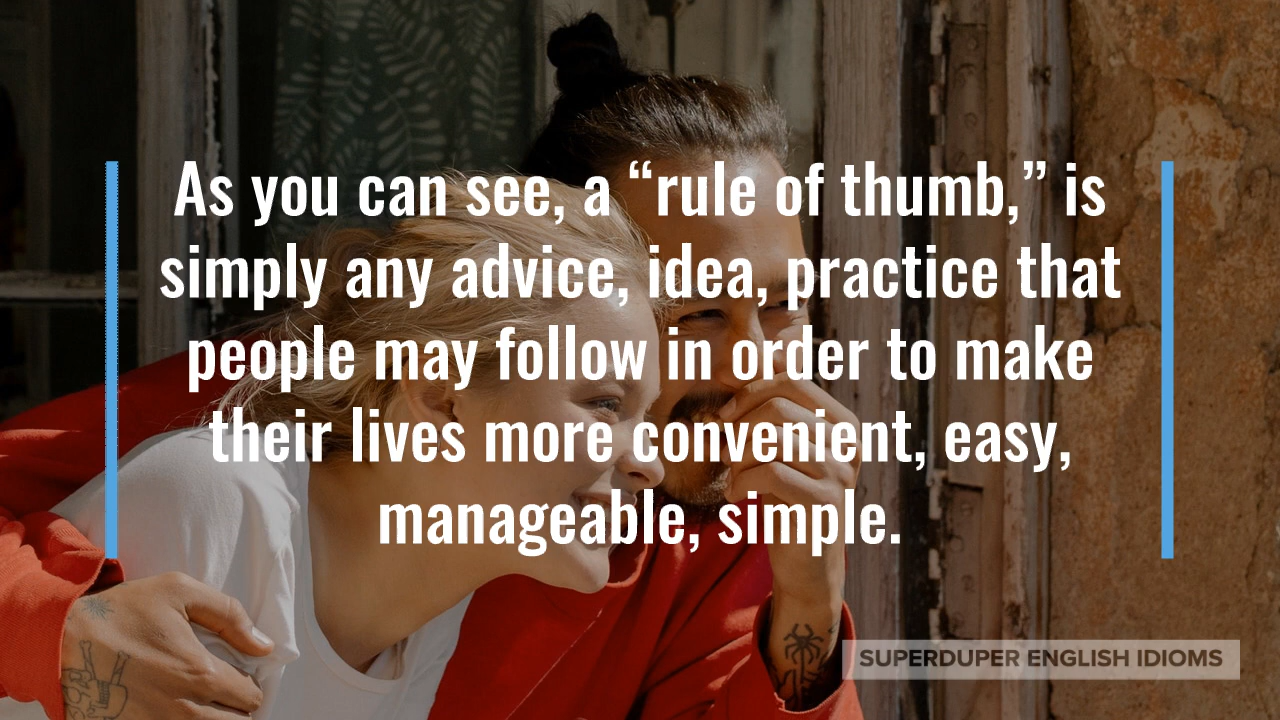 As you can see, a “rule of thumb,” is
simply any advice, idea, practice that
people may follow in order to make
their lives more convenient, easy,
manageable, simple.
SUPERDUPER ENGLISH IDIOMS